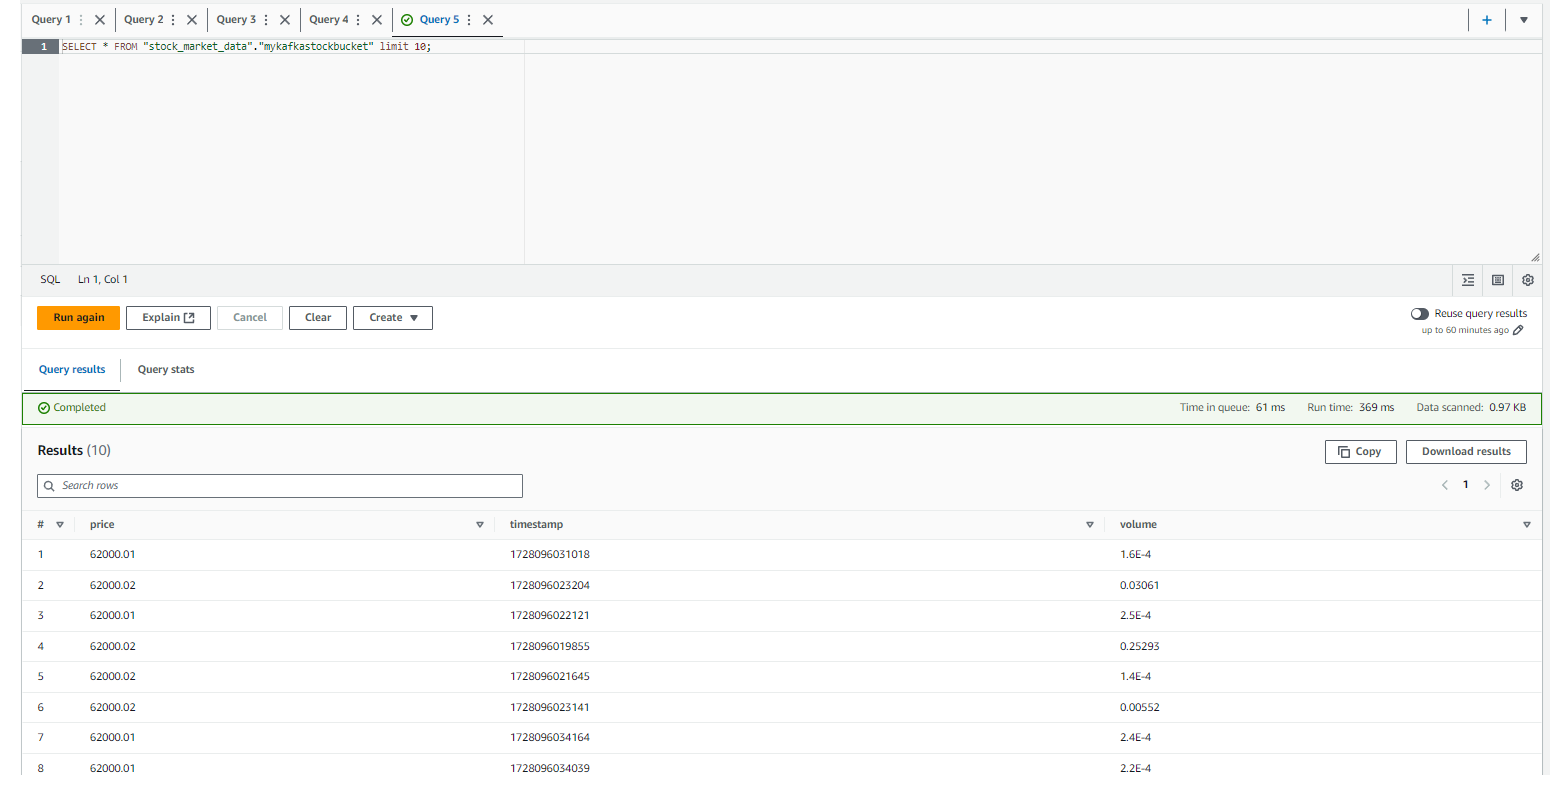 Query 1 Query 2 Query 3 Query 4 Query 5
1 SELECT * FROM "stock_market_data"."mykafkastockbucket" limit 10;
SQL Ln 1, Col 1
Run again Explain Cancel Clear Create
Reuse query results
up to 60 minutes ago
Query results Query stats
Completed Time in queue: 61 ms Run time: 369 ms Data scanned: 0.97 KB
Results (10) Copy Download results
Search rows 1
# price timestamp volume
1 62000.01 1728096031018 1.6E-4
2 62000.02 1728096023204 0.03061
3 62000.01 1728096022121 2.5E-4
4 62000.02 1728096019855 0.25293
5 62000.02 1728096021645 1.4E-4
6 62000.02 1728096023141 0.00552
7 62000.01 1728096034164 2.4E-4
8 62000.01 1728096034039 2.2E-4